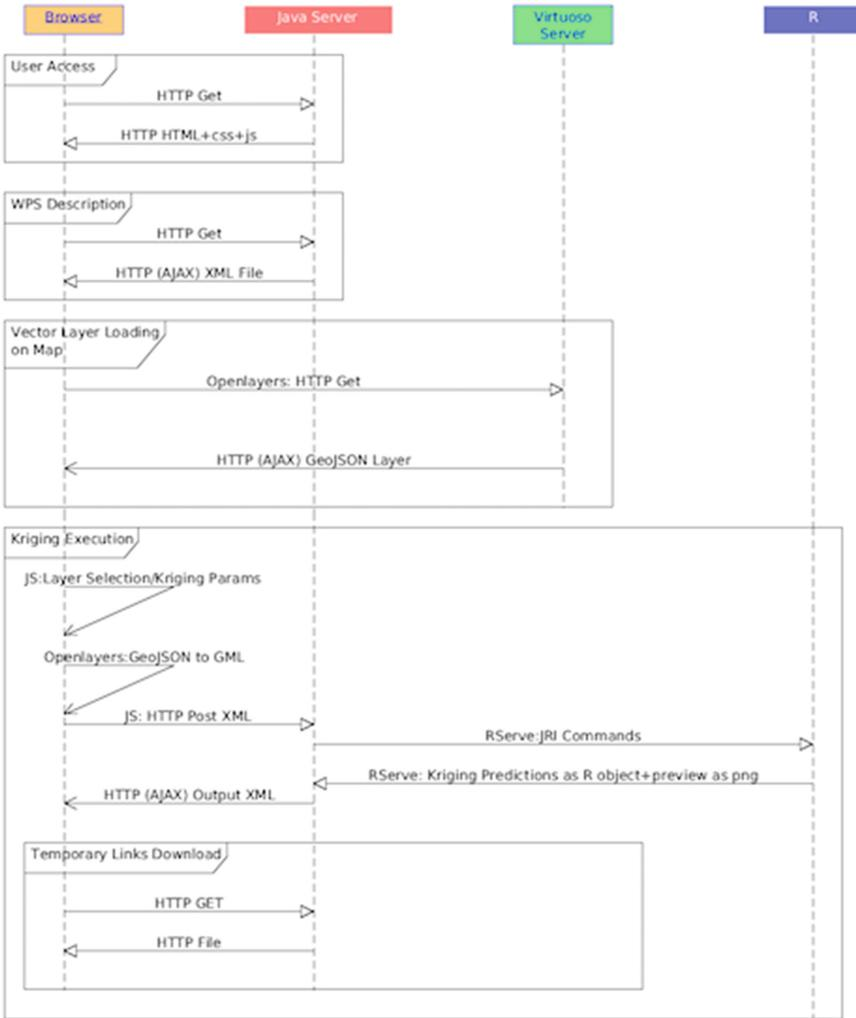 Browser
Java Server
Virtuoso
Server
R
User Access
HTTP Get
HTTP HTML+css+js
WPS Description
HTTP Get
HTTP (AJAX) XML File
Vector Layer Loading
on Map
Openlayers: HTTP Get
HTTP (AJAX) GeoJSON Layer
Kriging Execution
JS:Layer Selection/Kriging Params
Openlayers:GeoJSON to GML
JS: HTTP Post XML
RServe:JRI Commands
RServe: Kriging Predictions as R object+preview as png
HTTP (AJAX) Output XML
Temporary Links Download
HTTP GET
HTTP File